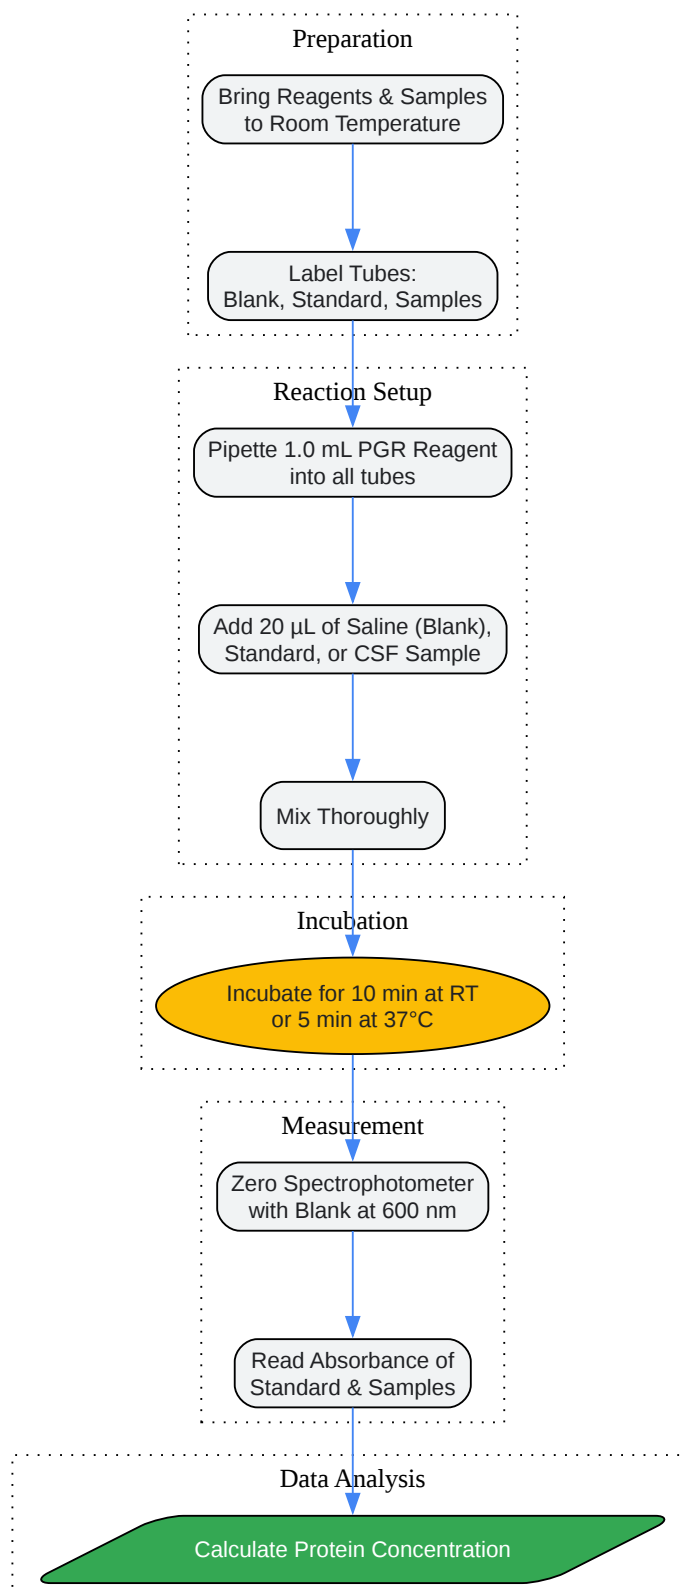 Preparation
Bring Reagents & Samples
to Room Temperature
Label Tubes:
Blank, Standard, Samples
Reaction Setup
Pipette 1.0 mL PGR Reagent
into all tubes
Add 20 µL of Saline (Blank),
Standard, or CSF Sample
Mix Thoroughly
Incubation
Incubate for 10 min at RT
or 5 min at 37°C
Measurement
Zero Spectrophotometer
with Blank at 600 nm
Read Absorbance of
Standard & Samples
Data Analysis
Calculate Protein Concentration